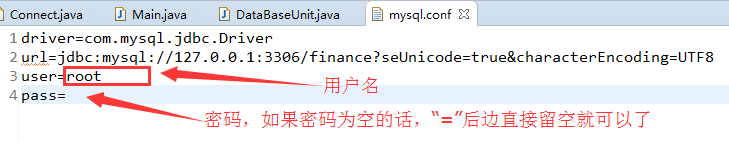 Connect.java Main.java DataBaseUnit.java mysql.conf
1 driver=com.mysql.jdbc.Driver
2 url=jdbc:mysql://127.0.0.1:3306/finance?seUnicode=true&characterEncoding=UTF8
3 user=root
用户名
4 pass=
密码，如果密码为空的话，“=”后边直接留空就可以了